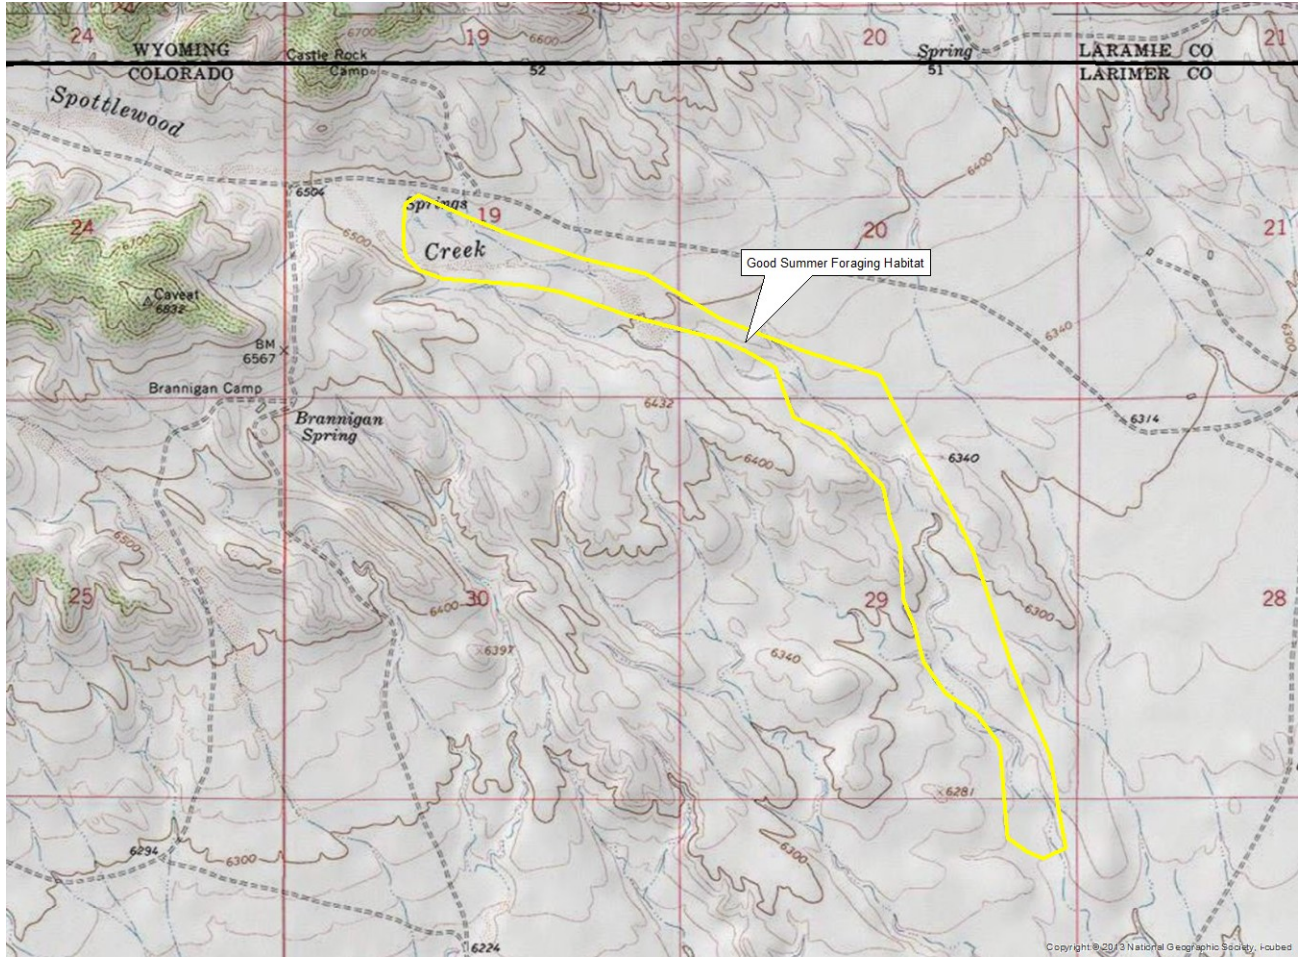 24
19
20
21
6700
6600
WYOMING
Castle Rock
Spring
LARAMIE CO
COLORADO
Camp
52
51
LARIMER CO
Spottlewood
6400
6504
Springs
19
24
6700
6500
Creek
20
21
Good Summer Foraging Habitat
Caveat
6832
6340
6300
BM
6567
Brannigan Camp
6432
6314
Brannigan
Spring
6400
6340
6500
25
6400
30
29
6300
28
6397
6340
6281
6294
6300
6300
6224
Copyright:© 2013 National Geographic Society, i-cubed